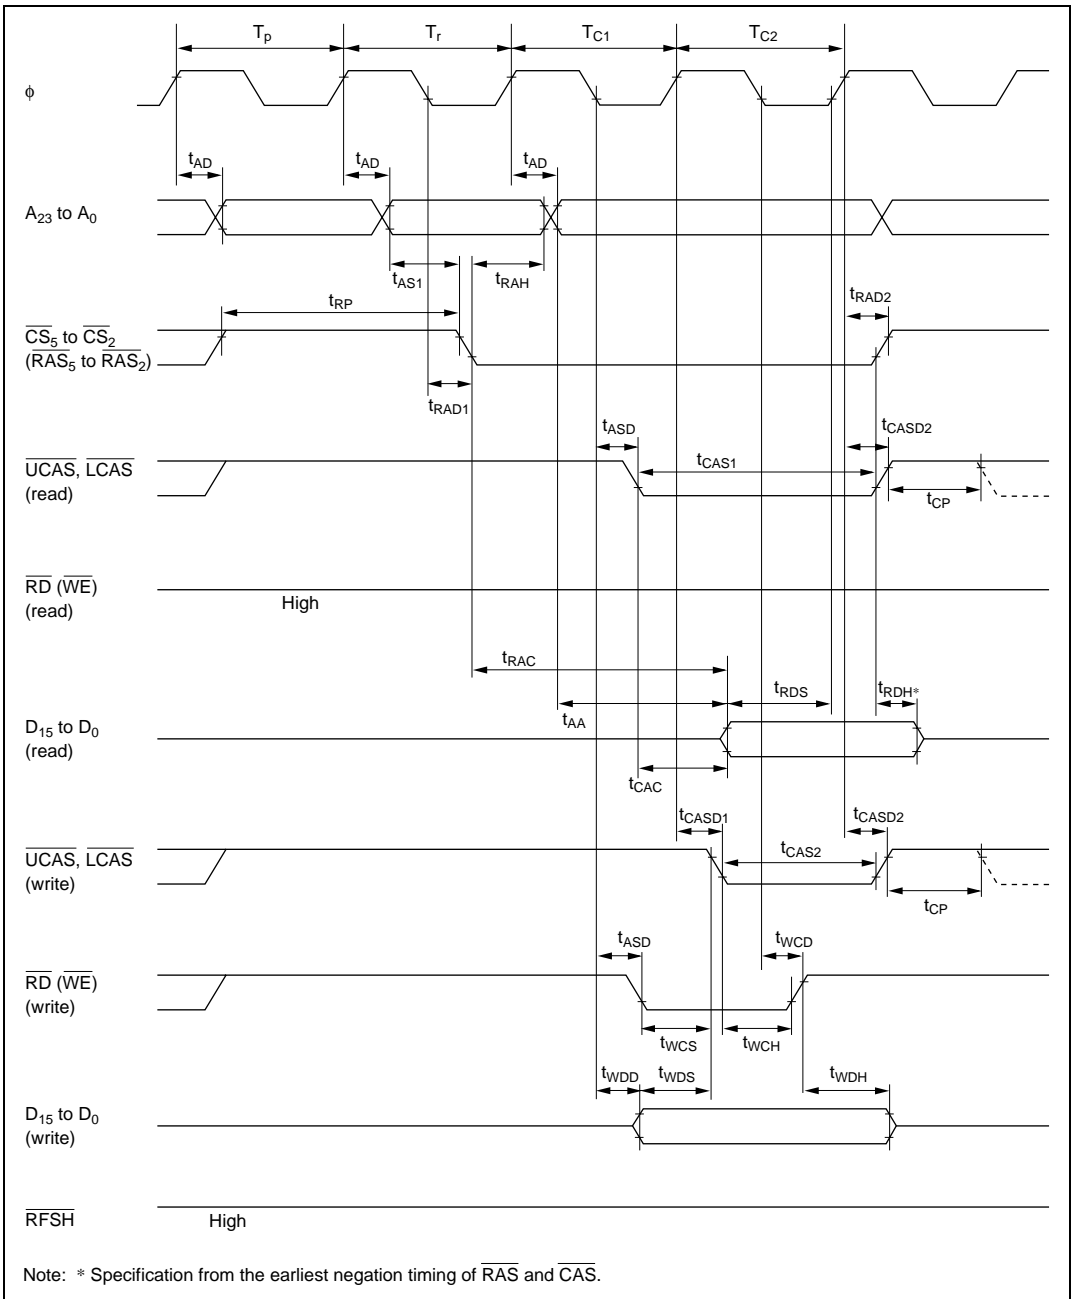 Tp Tr TC1 TC2
ϕ
tAD tAD tAD
A23 to A0
tAS1 tRAH
tRP tRAD2
CS5 to CS2
(RAS5 to RAS2)
tRAD1
tASD tCASD2
UCAS, LCAS
(read)
tCAS1
tCP
RD (WE)
(read)
High
tRAC
tRDS tRDH*
tAA
D15 to D0
(read)
tCAC
tCASD1 tCASD2
UCAS, LCAS
(write)
tCAS2
tCP
tASD tWCD
RD (WE)
(write)
tWCS tWCH
tWDD tWDS tWDH
D15 to D0
(write)
RFSH High
Note: * Specification from the earliest negation timing of RAS and CAS.